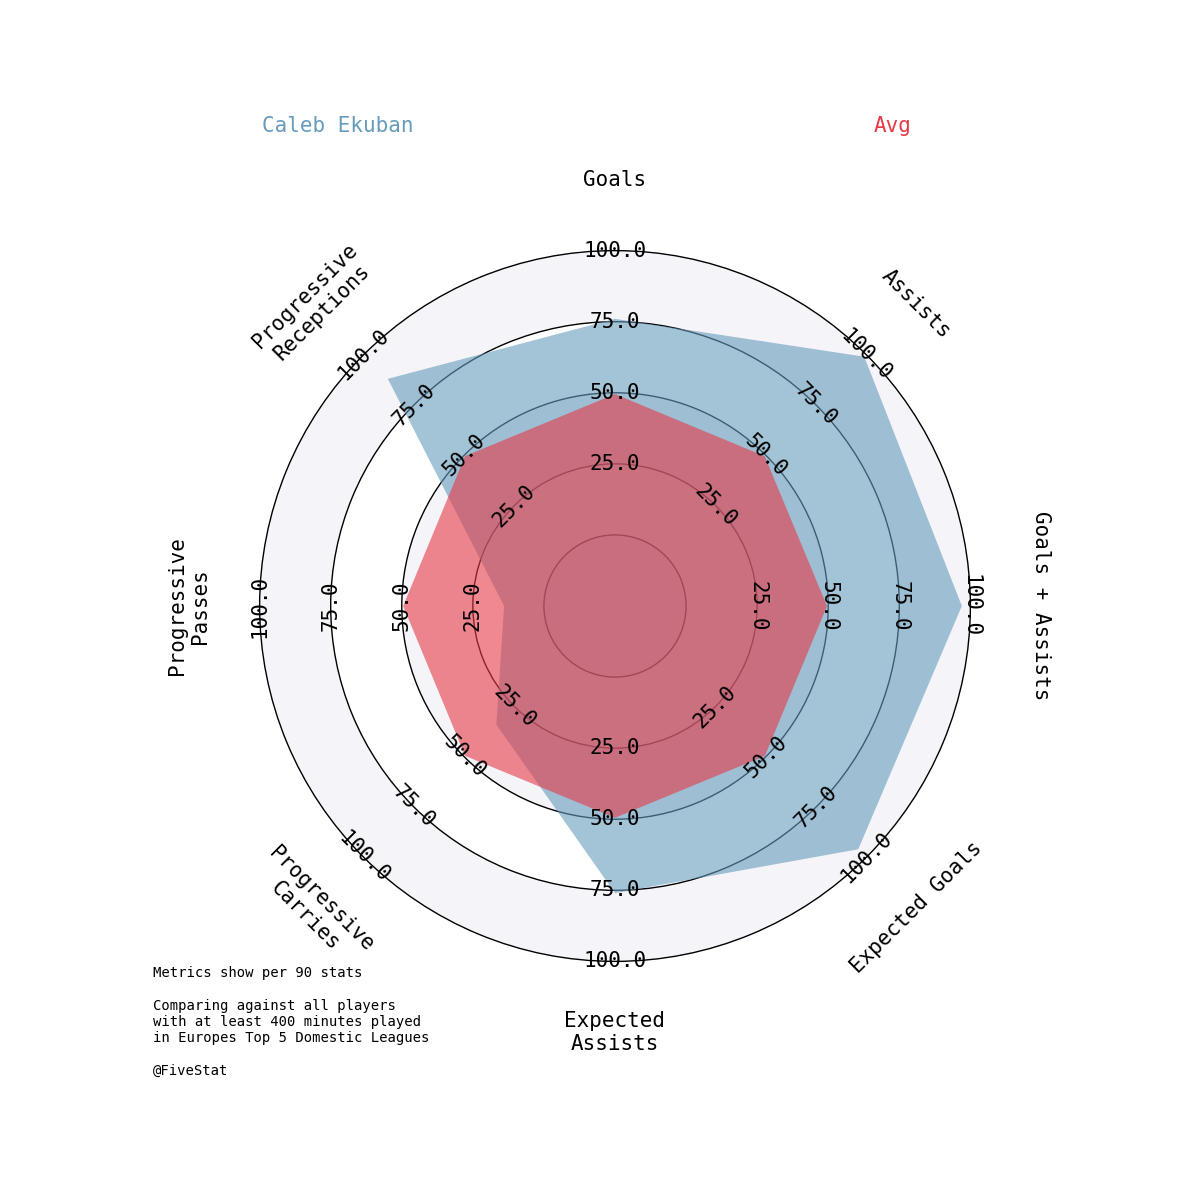 Caleb Ekuban
Avg
Goals
Assists
Goals + Assists
Expected Goals
Expected
Assists
Progressive
Carries
Progressive
Passes
Progressive
Receptions
25.0
50.0
75.0
100.0
25.0
50.0
75.0
100.0
25.0
50.0
75.0
100.0
25.0
50.0
75.0
100.0
25.0
50.0
75.0
100.0
25.0
50.0
75.0
100.0
25.0
50.0
75.0
100.0
25.0
50.0
75.0
100.0
Metrics show per 90 stats
Comparing against all players
with at least 400 minutes played
in Europes Top 5 Domestic Leagues
@FiveStat